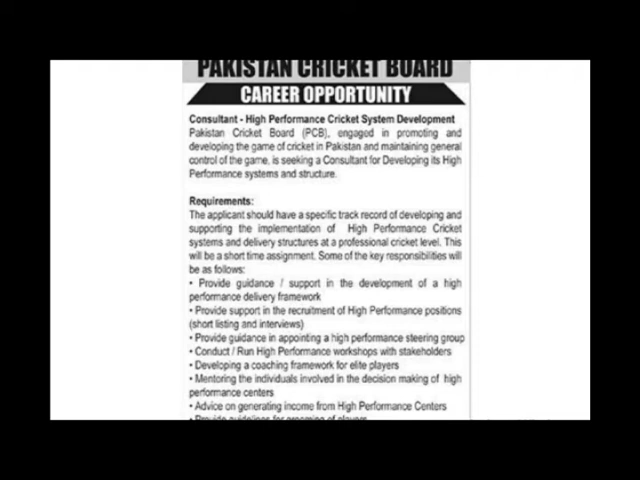 PAKISTAN CRICKET BOARD
CAREER OPPORTUNITY
Consultant - High Performance Cricket System Development
Pakistan Cricket Board (PCB), engaged in promoting and
developing the game of cricket in Pakistan and maintaining general
control of the game, is seeking a Consultant for Developing its High
Performance systems and structure.
Requirements:
The applicant should have a specific track record of developing and
supporting the implementation of High Performance Cricket
systems and delivery structures at a professional cricket level. This
will be a short time assignment. Some of the key responsibilities will
be as follows:
• Provide guidance / support in the development of a high
performance delivery framework
• Provide support in the recruitment of High Performance positions
(short listing and interviews)
• Provide guidance in appointing a high performance steering group
• Conduct / Run High Performance workshops with stakeholders
• Developing a coaching framework for elite players
• Mentoring the individuals involved in the decision making of high
performance centers
• Advice on generating income from High Performance Centers
• Provide guidelines for grooming of players